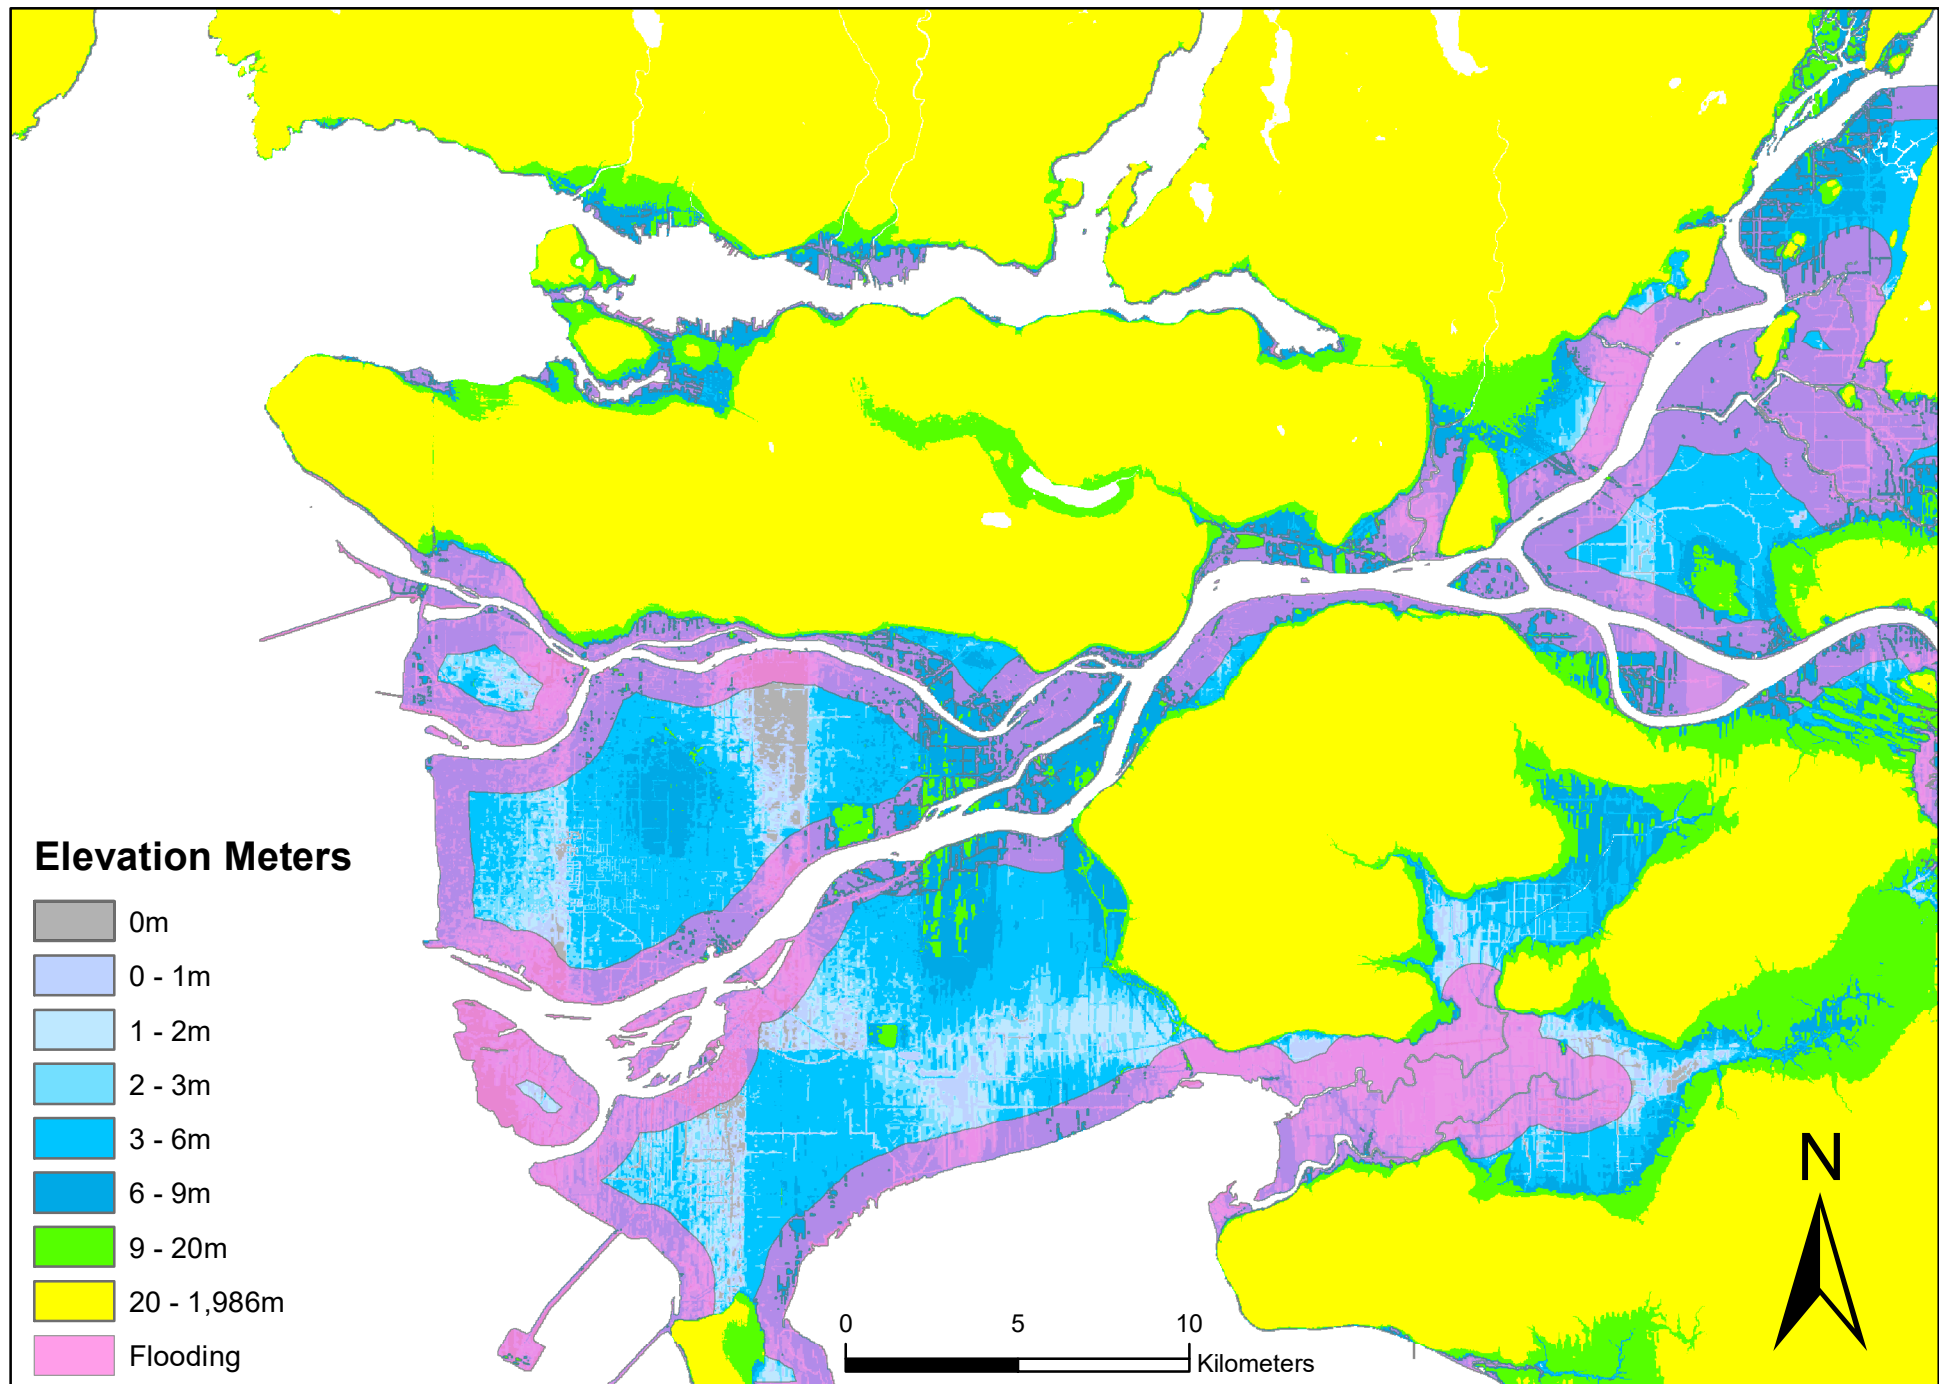 Elevation Meters
0m
0 - 1m
1 - 2m
2 - 3m
3 - 6m
6 - 9m
9 - 20m
20 - 1,986m
Flooding
0 5 10
Kilometers
N